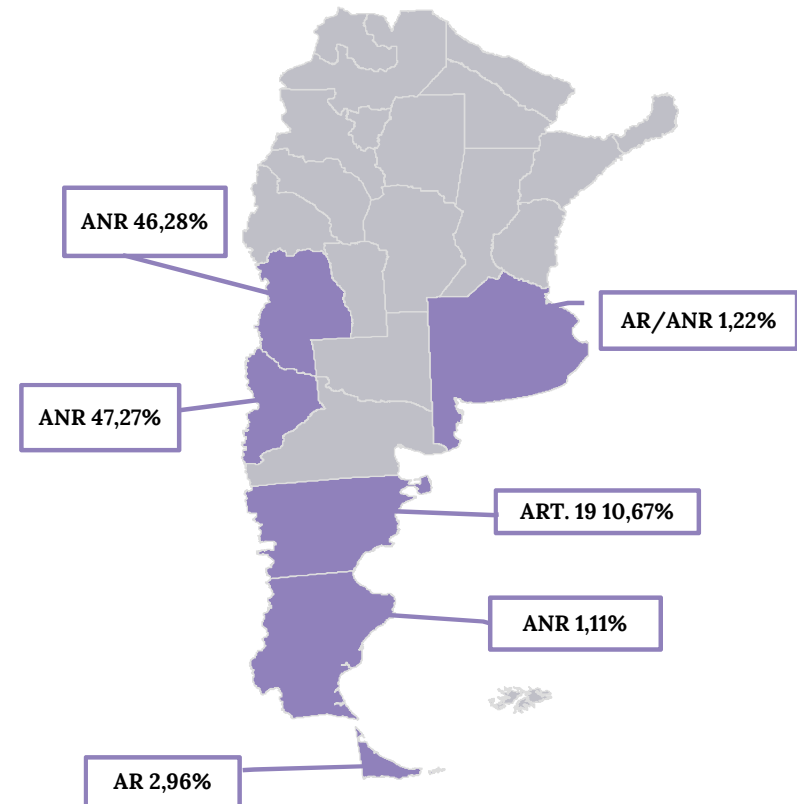 ANR 46,28%
AR/ANR 1,22%
ANR 47,27%
ART. 19 10,67%
ANR 1,11%
AR 2,96%